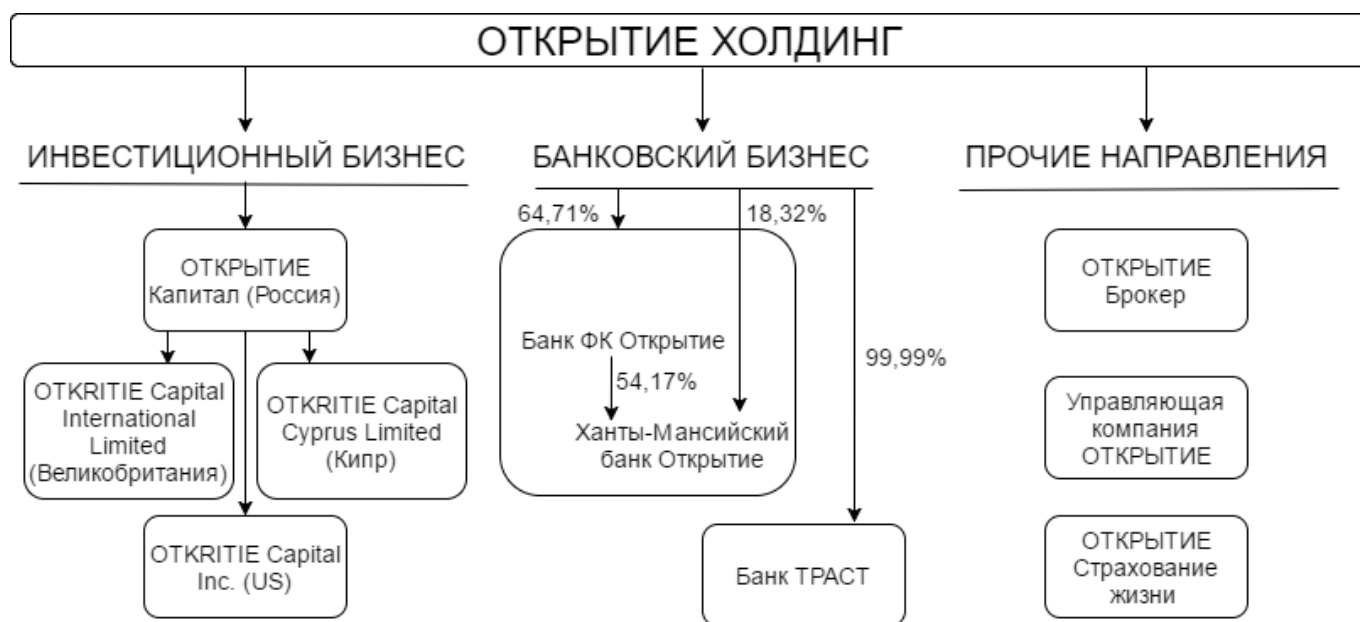 ОТКРЫТИЕ ХОЛДИНГ
ИНВЕСТИЦИОННЫЙ БИЗНЕС
ОТКРЫТИЕ
Капитал (Россия)
OTKRITIE Capital
International
Limited
(Великобритания)
OTKRITIE Capital
Cyprus Limited
(Кипр)
OTKRITIE Capital
Inc. (US)
БАНКОВСКИЙ БИЗНЕС
64,71%
18,32%
99,99%
Банк ФК Открытие
54,17%
Ханты-Мансийский
банк Открытие
Банк ТРАСТ
ПРОЧИЕ НАПРАВЛЕНИЯ
ОТКРЫТИЕ
Брокер
Управляющая
компания
ОТКРЫТИЕ
ОТКРЫТИЕ
Страхование
жизни